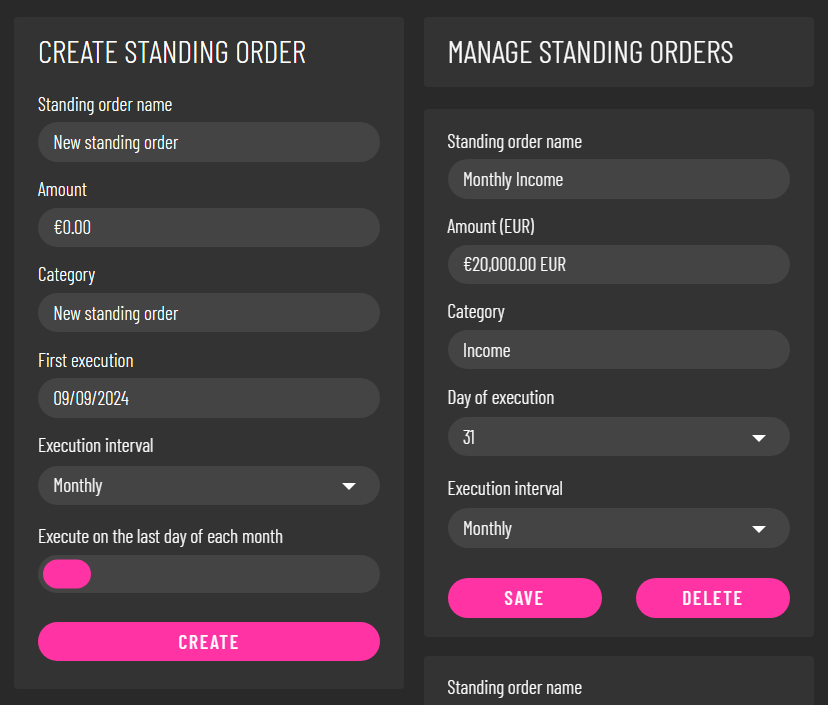 CREATE STANDING ORDER
Standing order name
New standing order
Amount
€0.00
Category
New standing order
First execution
09/09/2024
Execution interval
Monthly
Execute on the last day of each month
CREATE
MANAGE STANDING ORDERS
Standing order name
Monthly Income
Amount (EUR)
€20,000.00 EUR
Category
Income
Day of execution
31
Execution interval
Monthly
SAVE
DELETE
Standing order name